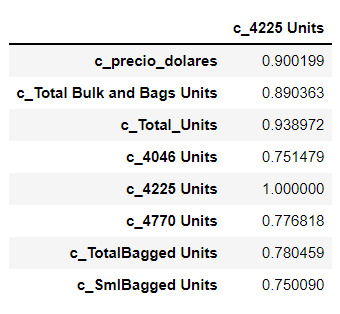 c_4225 Units
c_precio_dolares 0.900199
c_Total Bulk and Bags Units 0.890363
c_Total_Units 0.938972
c_4046 Units 0.751479
c_4225 Units 1.000000
c_4770 Units 0.776818
c_TotalBagged Units 0.780459
c_SmlBagged Units 0.750090